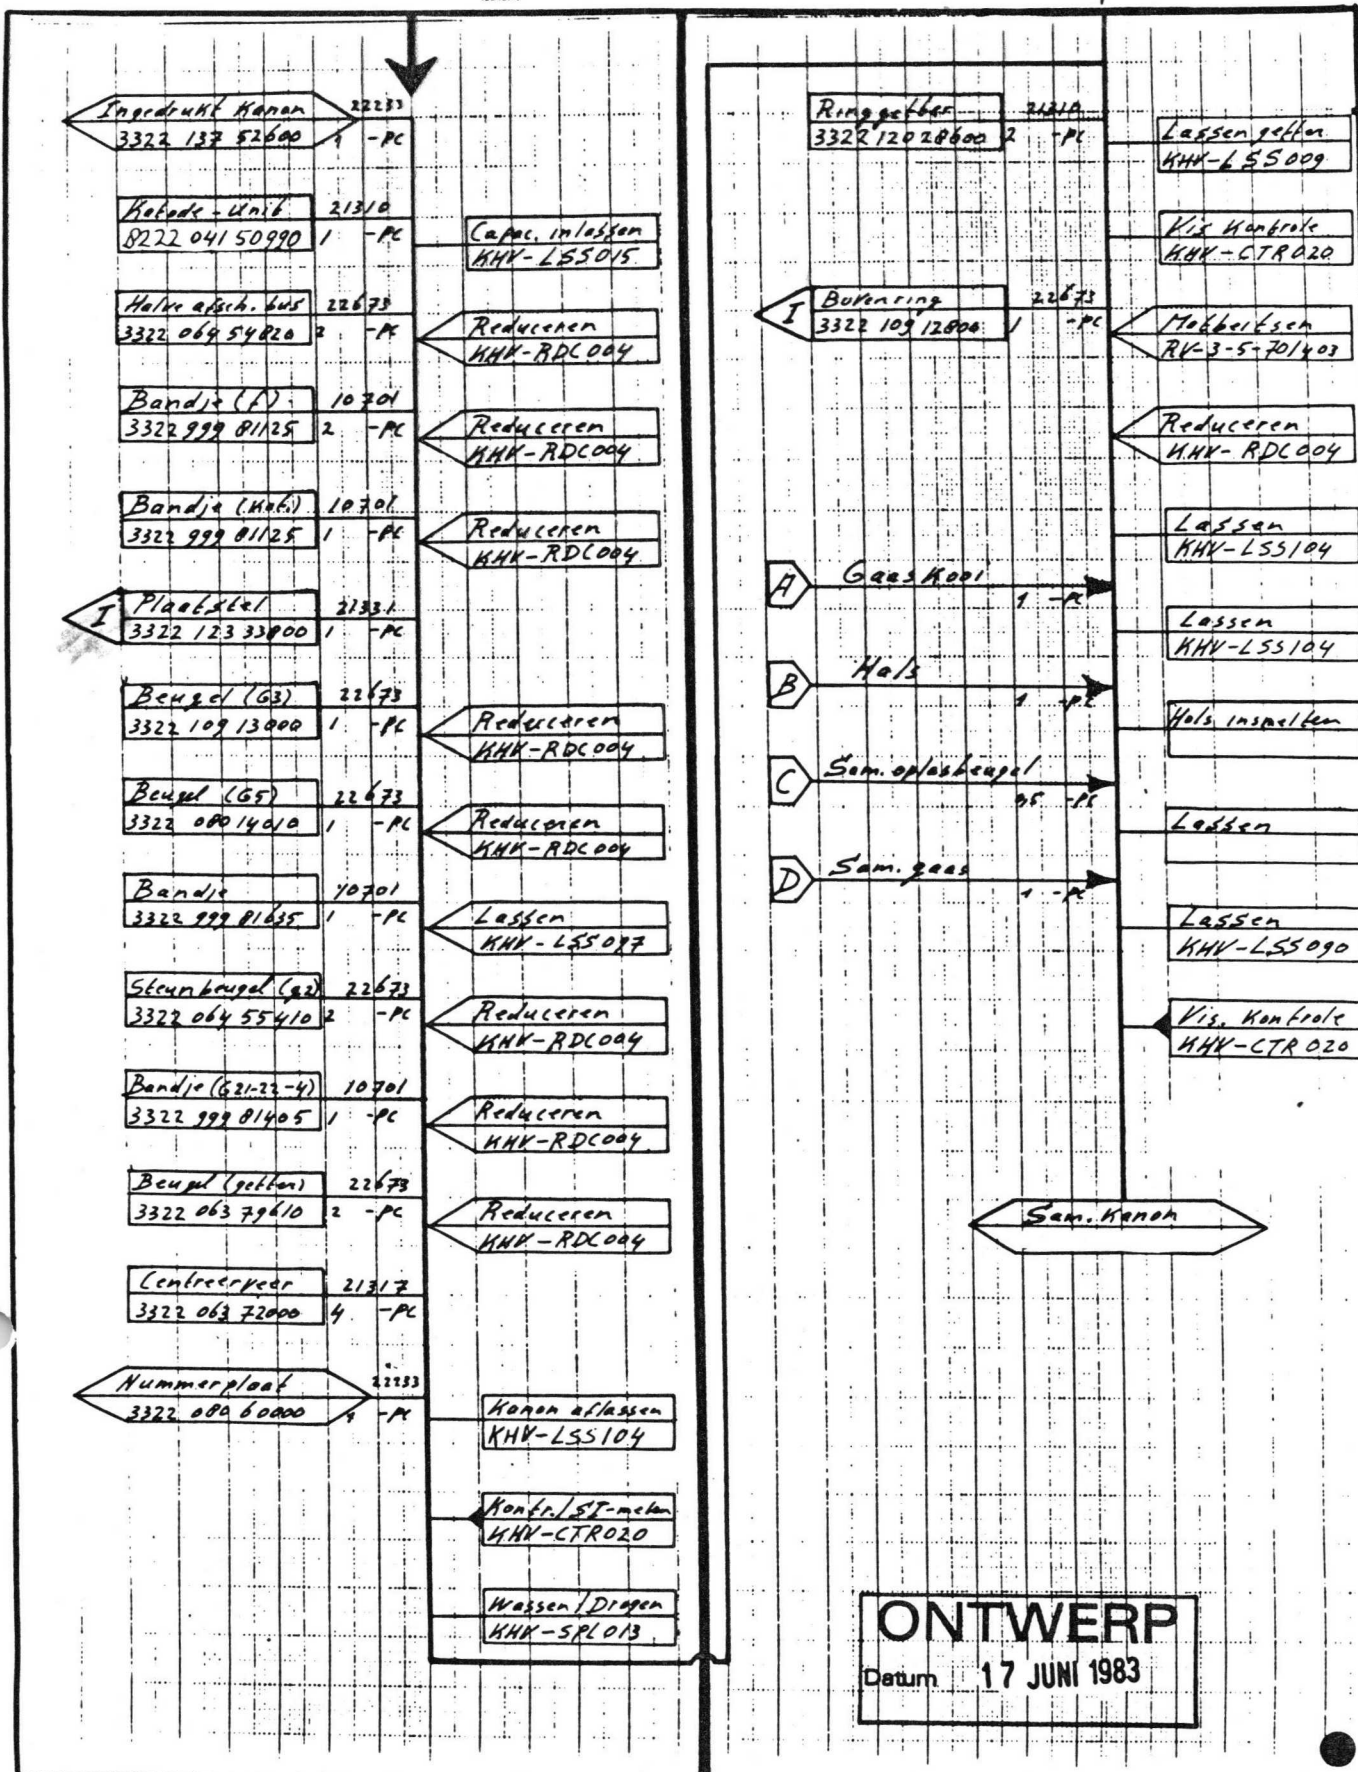 Ingedrukt Kanon 22233
3322 137 52600 1 -PC
Katode-Unit 21310
8222 041 50990 1 -PC
Capac. inlassen
KHV-LSS015
Halve afsch. bus 22673
3322 064 54820 2 -PC
Reduceren
KHV-RDC004
Bandje (f) 10701
3322 999 81125 2 -PC
Reduceren
KHV-RDC004
Bandje (Kat.) 10701
3322 999 81125 1 -PC
Reduceren
KHV-RDC004
I Plaatstel 21331
3322 123 33800 1 -PC
Beugel (G3) 22673
3322 109 13000 1 -PC
Reduceren
KHV-RDC004
Beugel (G5) 22673
3322 080 14010 1 -PC
Reduceren
KHV-RDC004
Bandje 10701
3322 999 81635 1 -PC
Lassen
KHV-LSS097
Steunbeugel (g2) 22673
3322 064 55410 2 -PC
Reduceren
KHV-RDC004
Bandje (G21-22-4) 10701
3322 999 81405 1 -PC
Reduceren
KHV-RDC004
Beugel (getter) 22673
3322 063 79610 2 -PC
Reduceren
KHV-RDC004
Centreerveer 21317
3322 063 72000 4 -PC
Nummerplaat 22233
3322 080 60000 1 -PC
Kanon aflassen
KHV-LSS104
Kontr./SI-meten
KHV-CTR020
Wassen/Drogen
KHV-SPL013
Ringgetter 21310
3322 120 28600 2 -PC
Lassen getter
KHV-LSS009
Vis Kontrole
KHV-CTR020
I Bovenring 22673
3322 109 12804 1 -PC
RV-3-5-70/403
Reduceren
KHV-RDC004
Lassen
KHV-LSS104
A Gaaskooi
1 -PC
Lassen
KHV-LSS104
B Hals
1 -PC
Hals inspelten
C Sam. oplasbeugel
-PC
Lassen
D Sam. gaas
1 -PC
Lassen
KHV-LSS090
Vis. Kontrole
KHV-CTR020
Sam. Kanon
ONTWERP
Datum 17 JUNI 1983